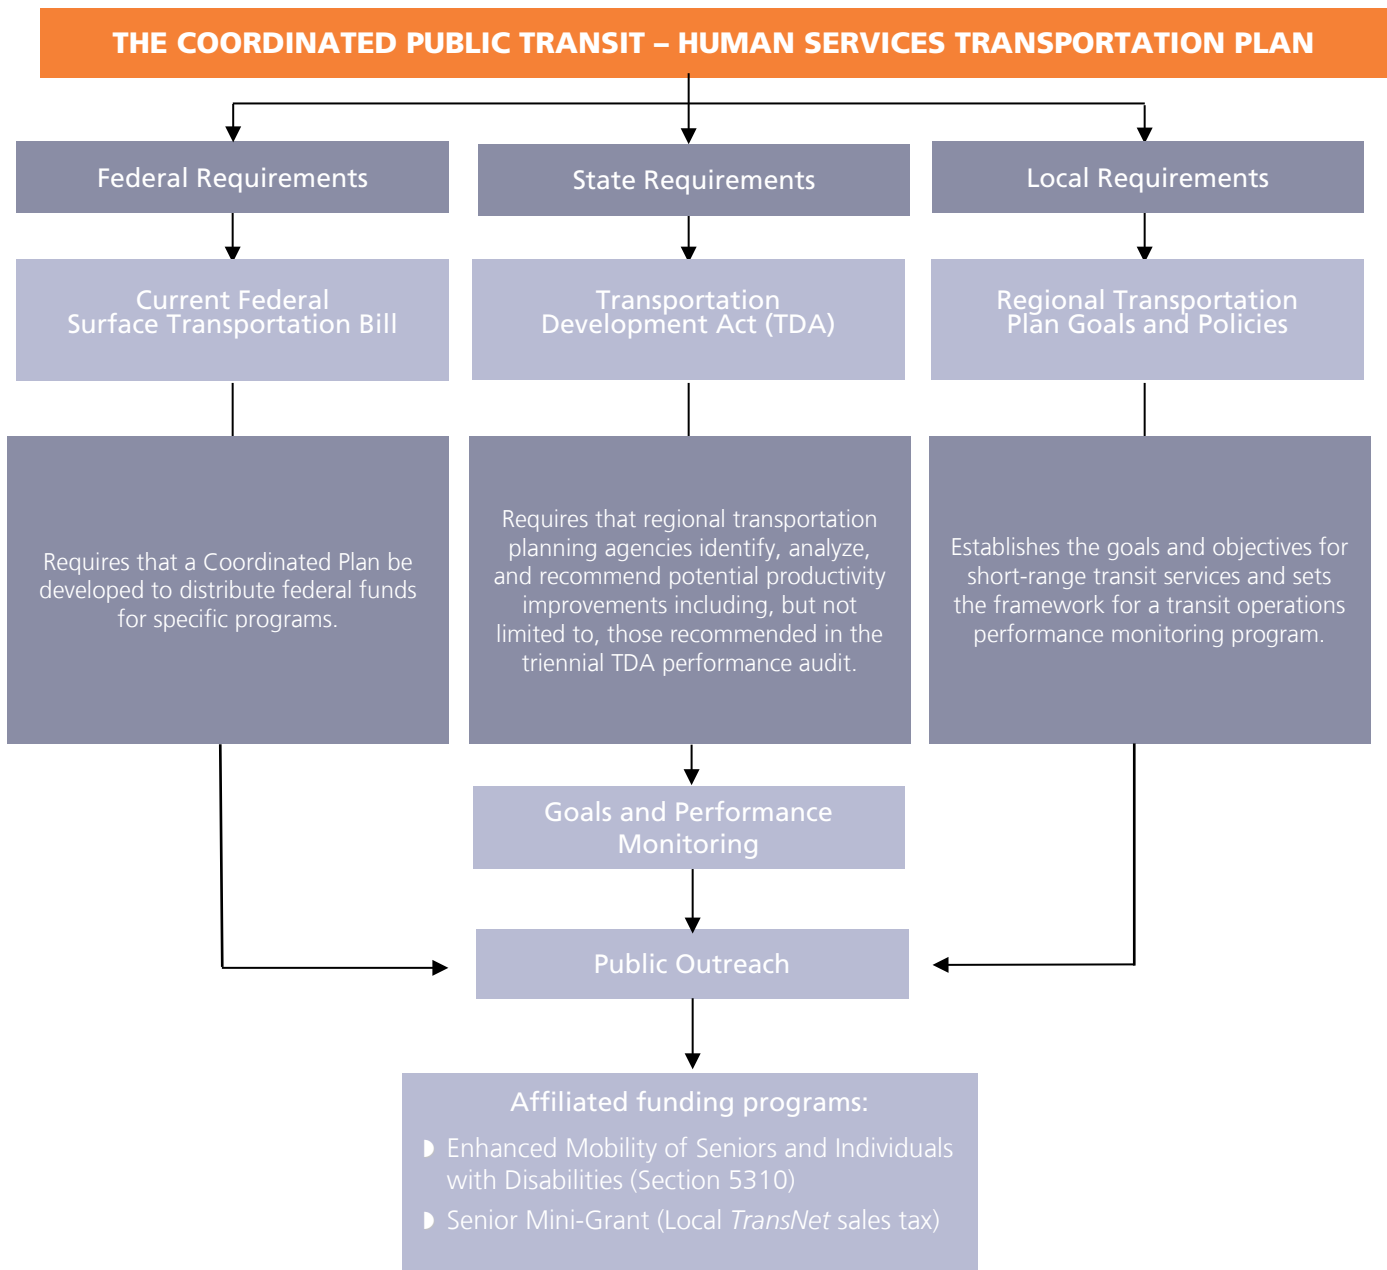 THE COORDINATED PUBLIC TRANSIT – HUMAN SERVICES TRANSPORTATION PLAN
Federal Requirements
State Requirements
Local Requirements
Current Federal
Surface Transportation Bill
Transportation
Development Act (TDA)
Regional Transportation
Plan Goals and Policies
Requires that a Coordinated Plan be
developed to distribute federal funds
for specific programs.
Requires that regional transportation
planning agencies identify, analyze,
and recommend potential productivity
improvements including, but not
limited to, those recommended in the
triennial TDA performance audit.
Establishes the goals and objectives for
short-range transit services and sets
the framework for a transit operations
performance monitoring program.
Goals and Performance
Monitoring
Public Outreach
Affiliated funding programs:
Enhanced Mobility of Seniors and Individuals
with Disabilities (Section 5310)
Senior Mini-Grant (Local TransNet sales tax)